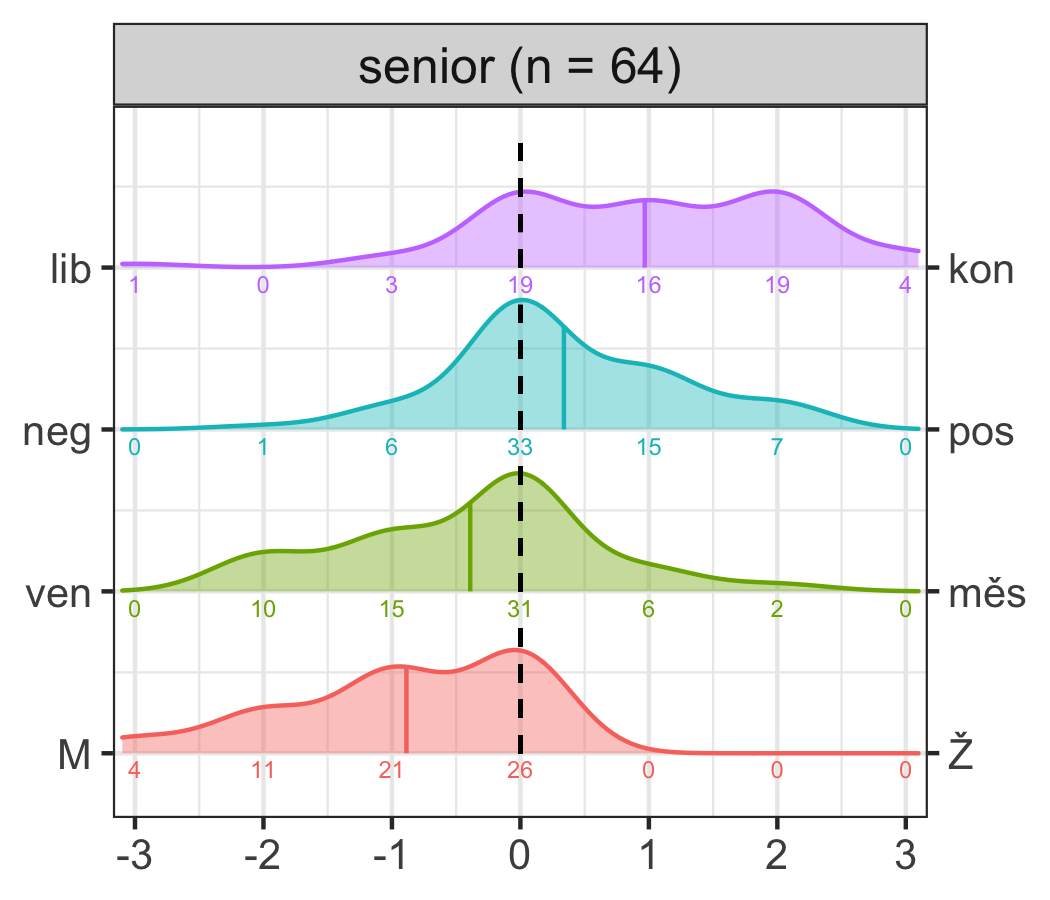 senior (n = 64)
lib kon
1 0 3 19 16 19 4
neg pos
0 1 6 33 15 7 0
ven měs
0 10 15 31 6 2 0
M Ž
4 11 21 26 0 0 0
-3 -2 -1 0 1 2 3